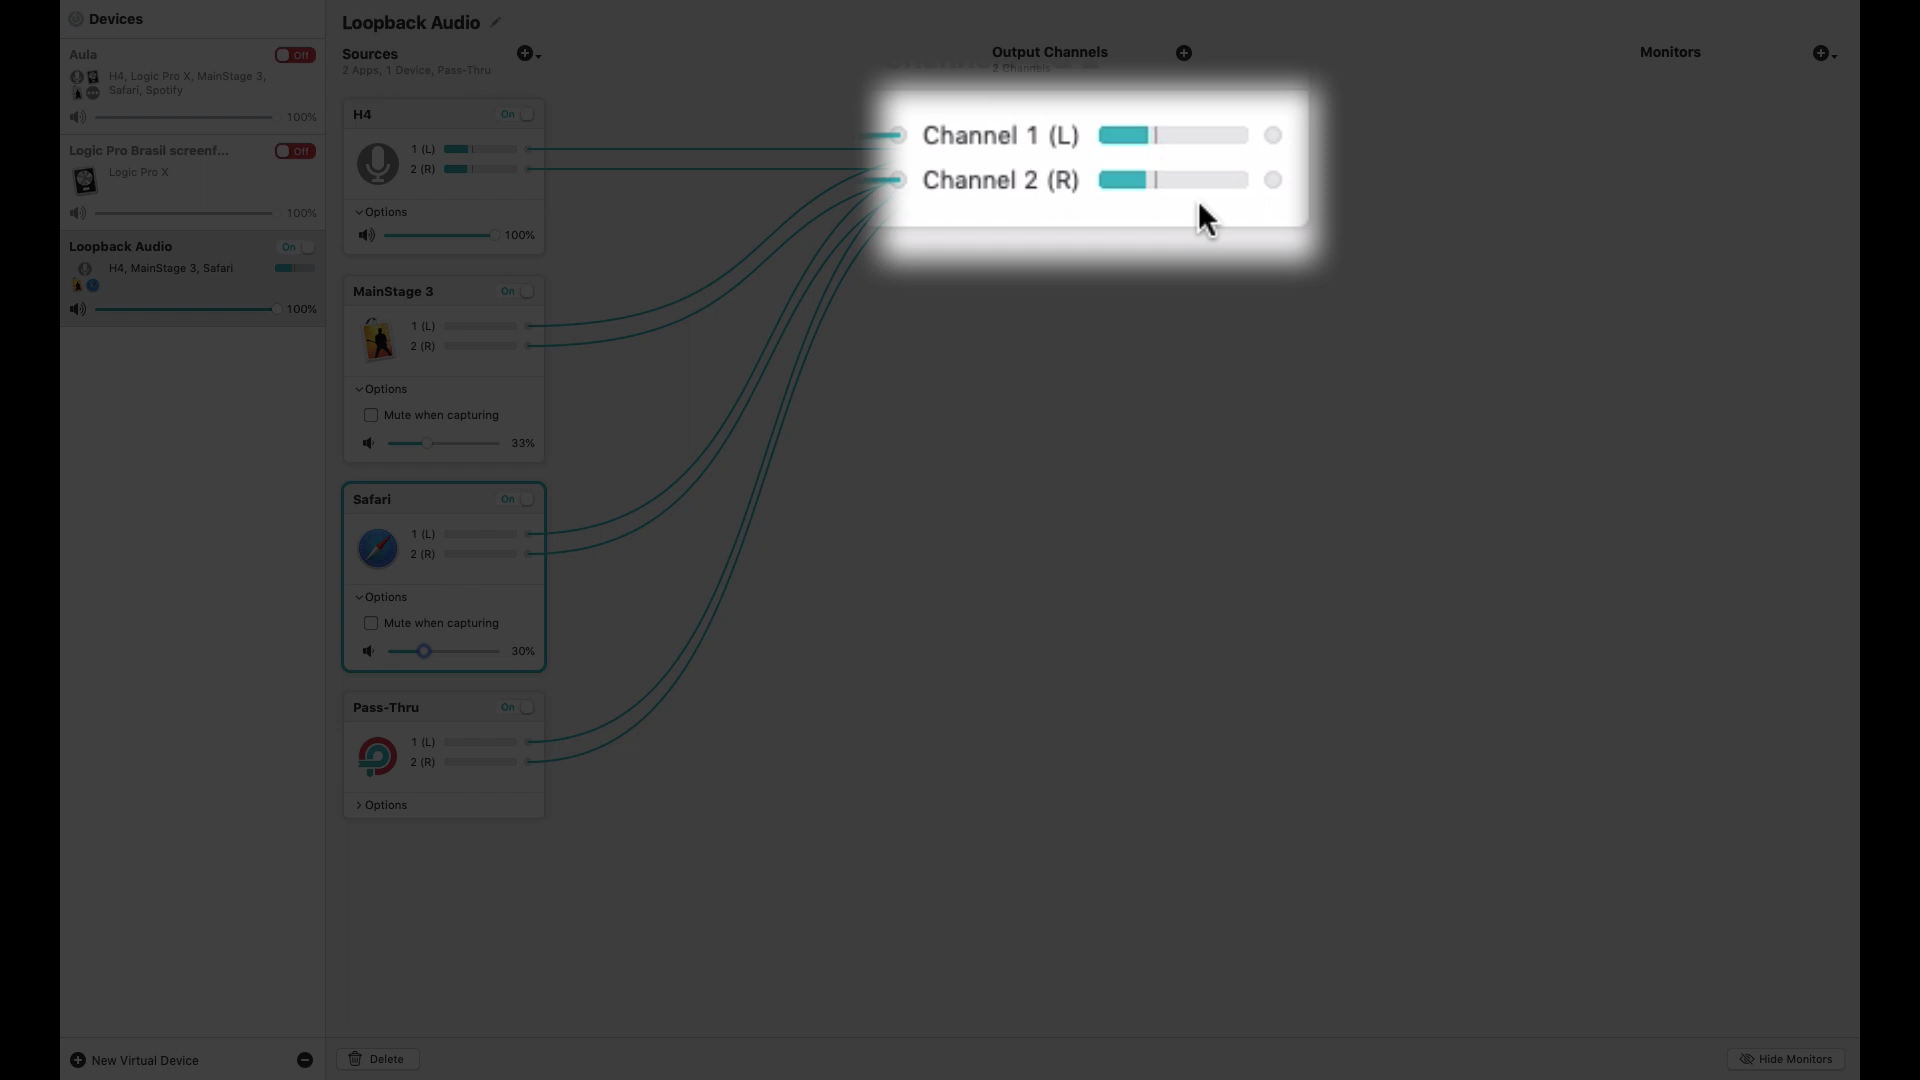 Devices
Aula
Off
H4, Logic Pro X, MainStage 3,
Safari, Spotify
100%
Logic Pro Brasil screenf...
Off
Logic Pro X
100%
Loopback Audio
On
H4, MainStage 3, Safari
100%
New Virtual Device
Loopback Audio
Sources
2 Apps, 1 Device, Pass-Thru
H4
On
1 (L)
2 (R)
Options
100%
MainStage 3
On
1 (L)
2 (R)
Options
Mute when capturing
33%
Safari
On
1 (L)
2 (R)
Options
Mute when capturing
30%
Pass-Thru
On
1 (L)
2 (R)
Options
Output Channels
2 Channels
Channel 1 (L)
Channel 2 (R)
Monitors
Delete
Hide Monitors